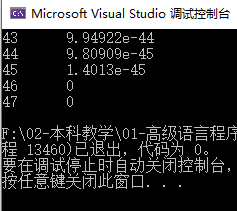 Microsoft Visual Studio 调试控制台
43 9.94922e-44
44 9.80909e-45
45 1.4013e-45
46 0
47 0
F:\02-本科教学\01-高级语言程序
程 13460)已退出，代码为 0。
要在调试停止时自动关闭控制台，
按任意键关闭此窗口. . .